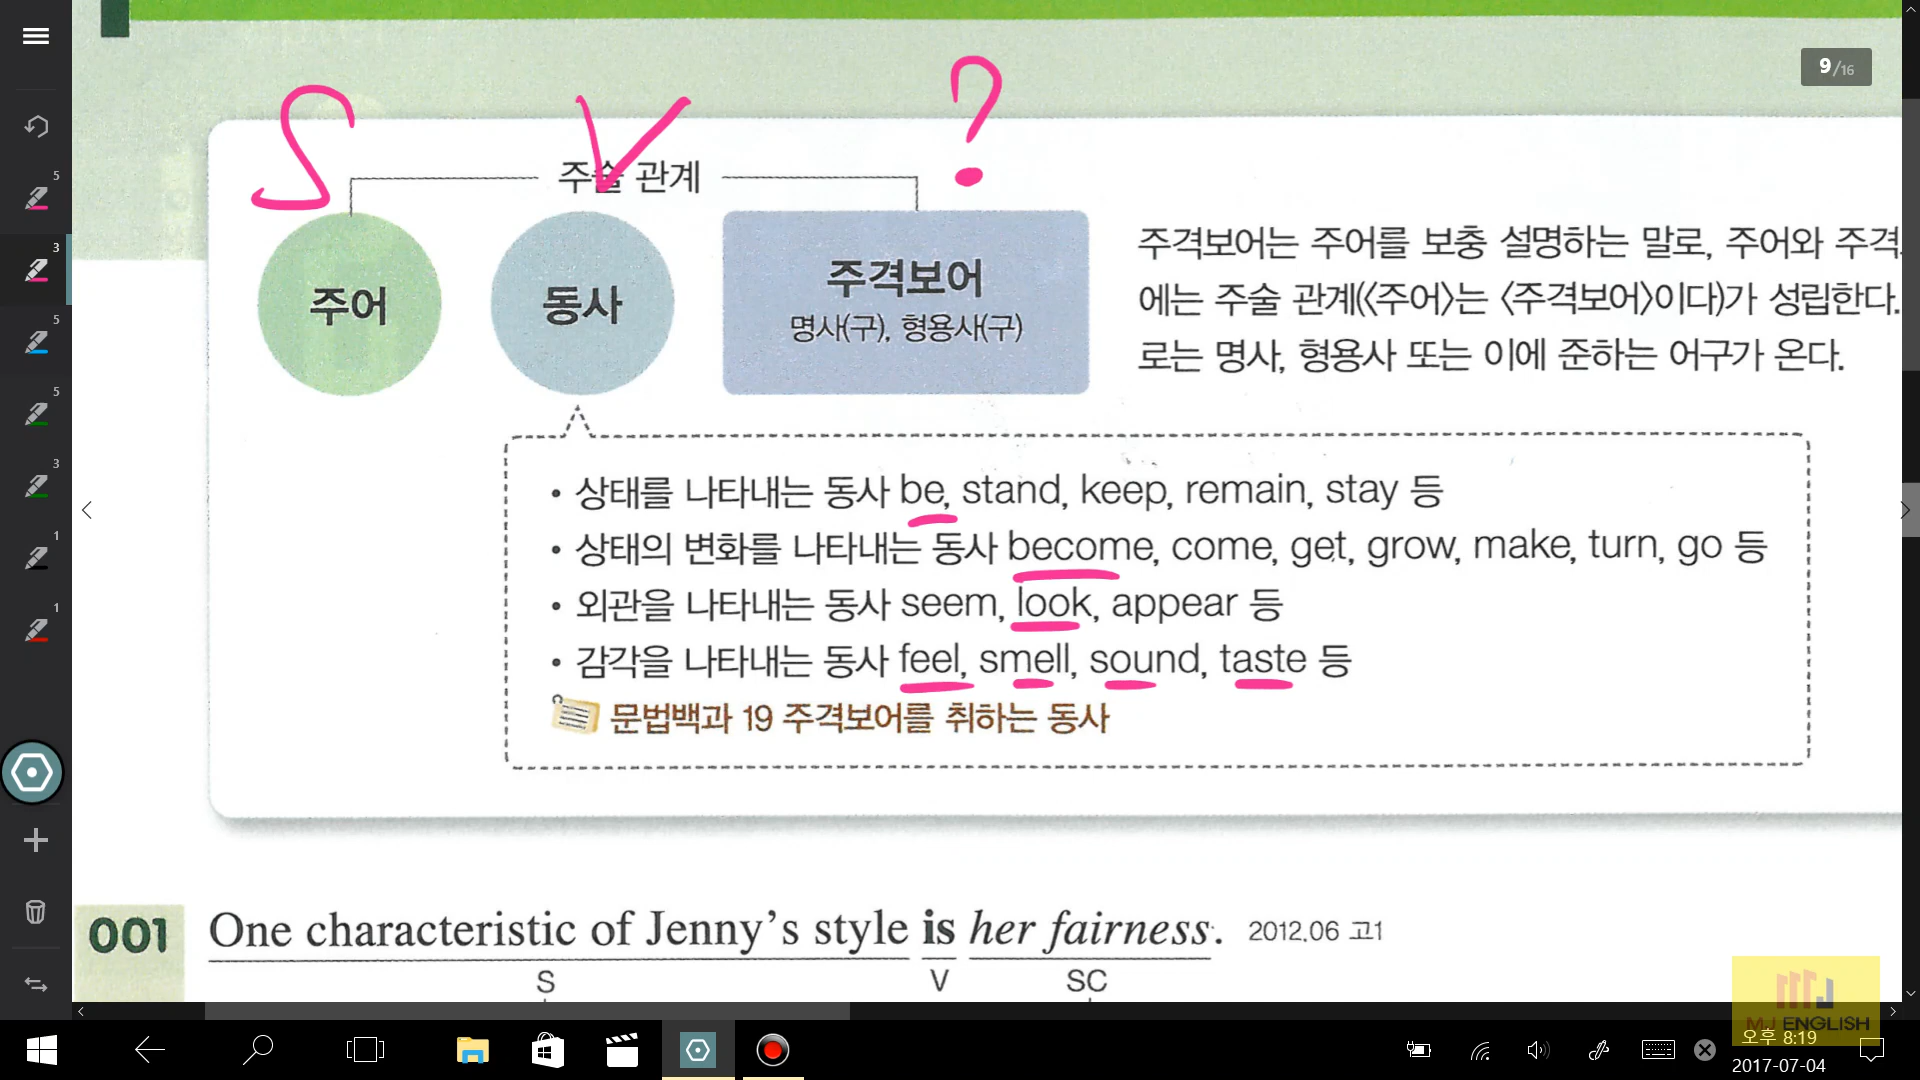 9/16
S V ?
주술 관계
주어
동사
주격보어
명사(구), 형용사(구)
주격보어는 주어를 보충 설명하는 말로, 주어와 주격
에는 주술 관계(〈주어〉는 〈주격보어〉이다)가 성립한다.
로는 명사, 형용사 또는 이에 준하는 어구가 온다.
• 상태를 나타내는 동사 be, stand, keep, remain, stay 등
• 상태의 변화를 나타내는 동사 become, come, get, grow, make, turn, go 등
• 외관을 나타내는 동사 seem, look, appear 등
• 감각을 나타내는 동사 feel, smell, sound, taste 등
문법백과 19 주격보어를 취하는 동사
001 One characteristic of Jenny's style is her fairness. 2012.06 고1
S V SC
5
3
5
5
3
1
1
MJ ENGLISH
오후 8:19
2017-07-04